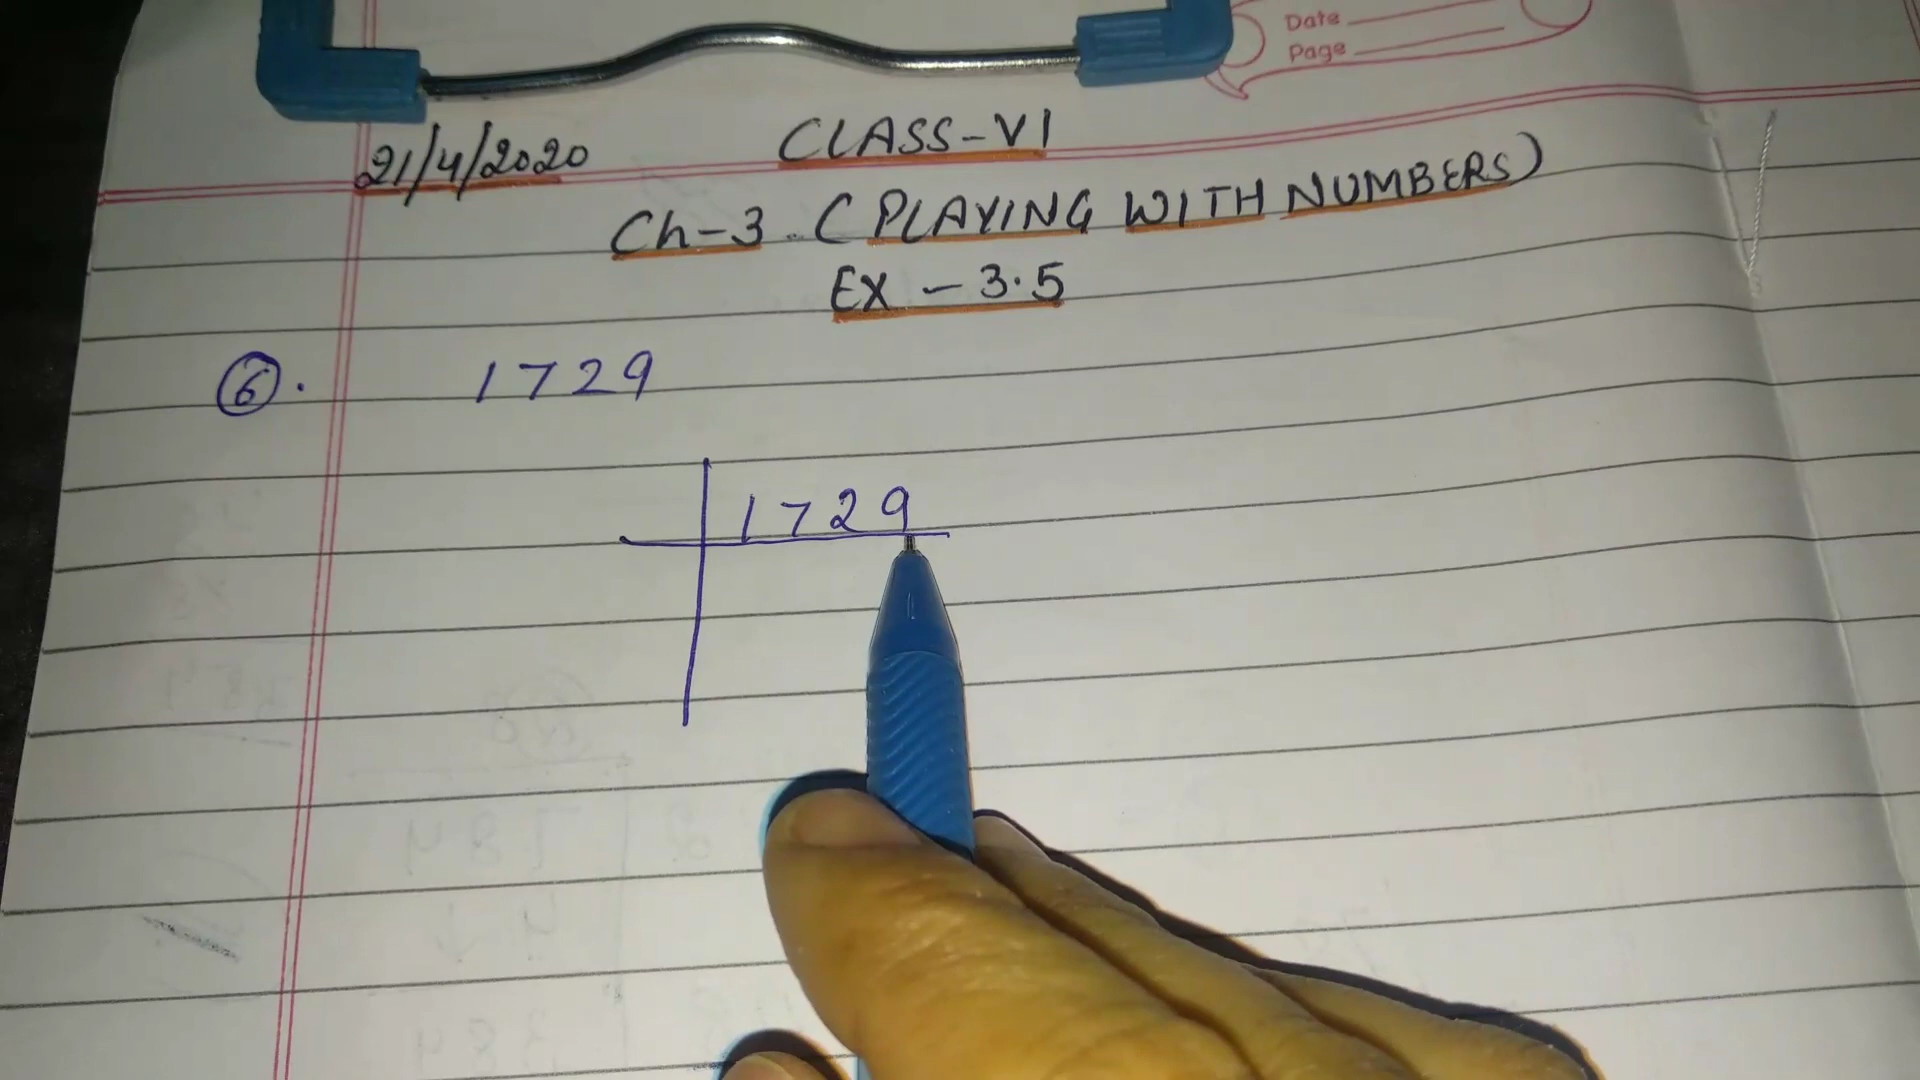 Date
Page
21/4/2020
CLASS-VI
Ch-3. (PLAYING WITH NUMBERS)
EX - 3.5
6. 1729
1729